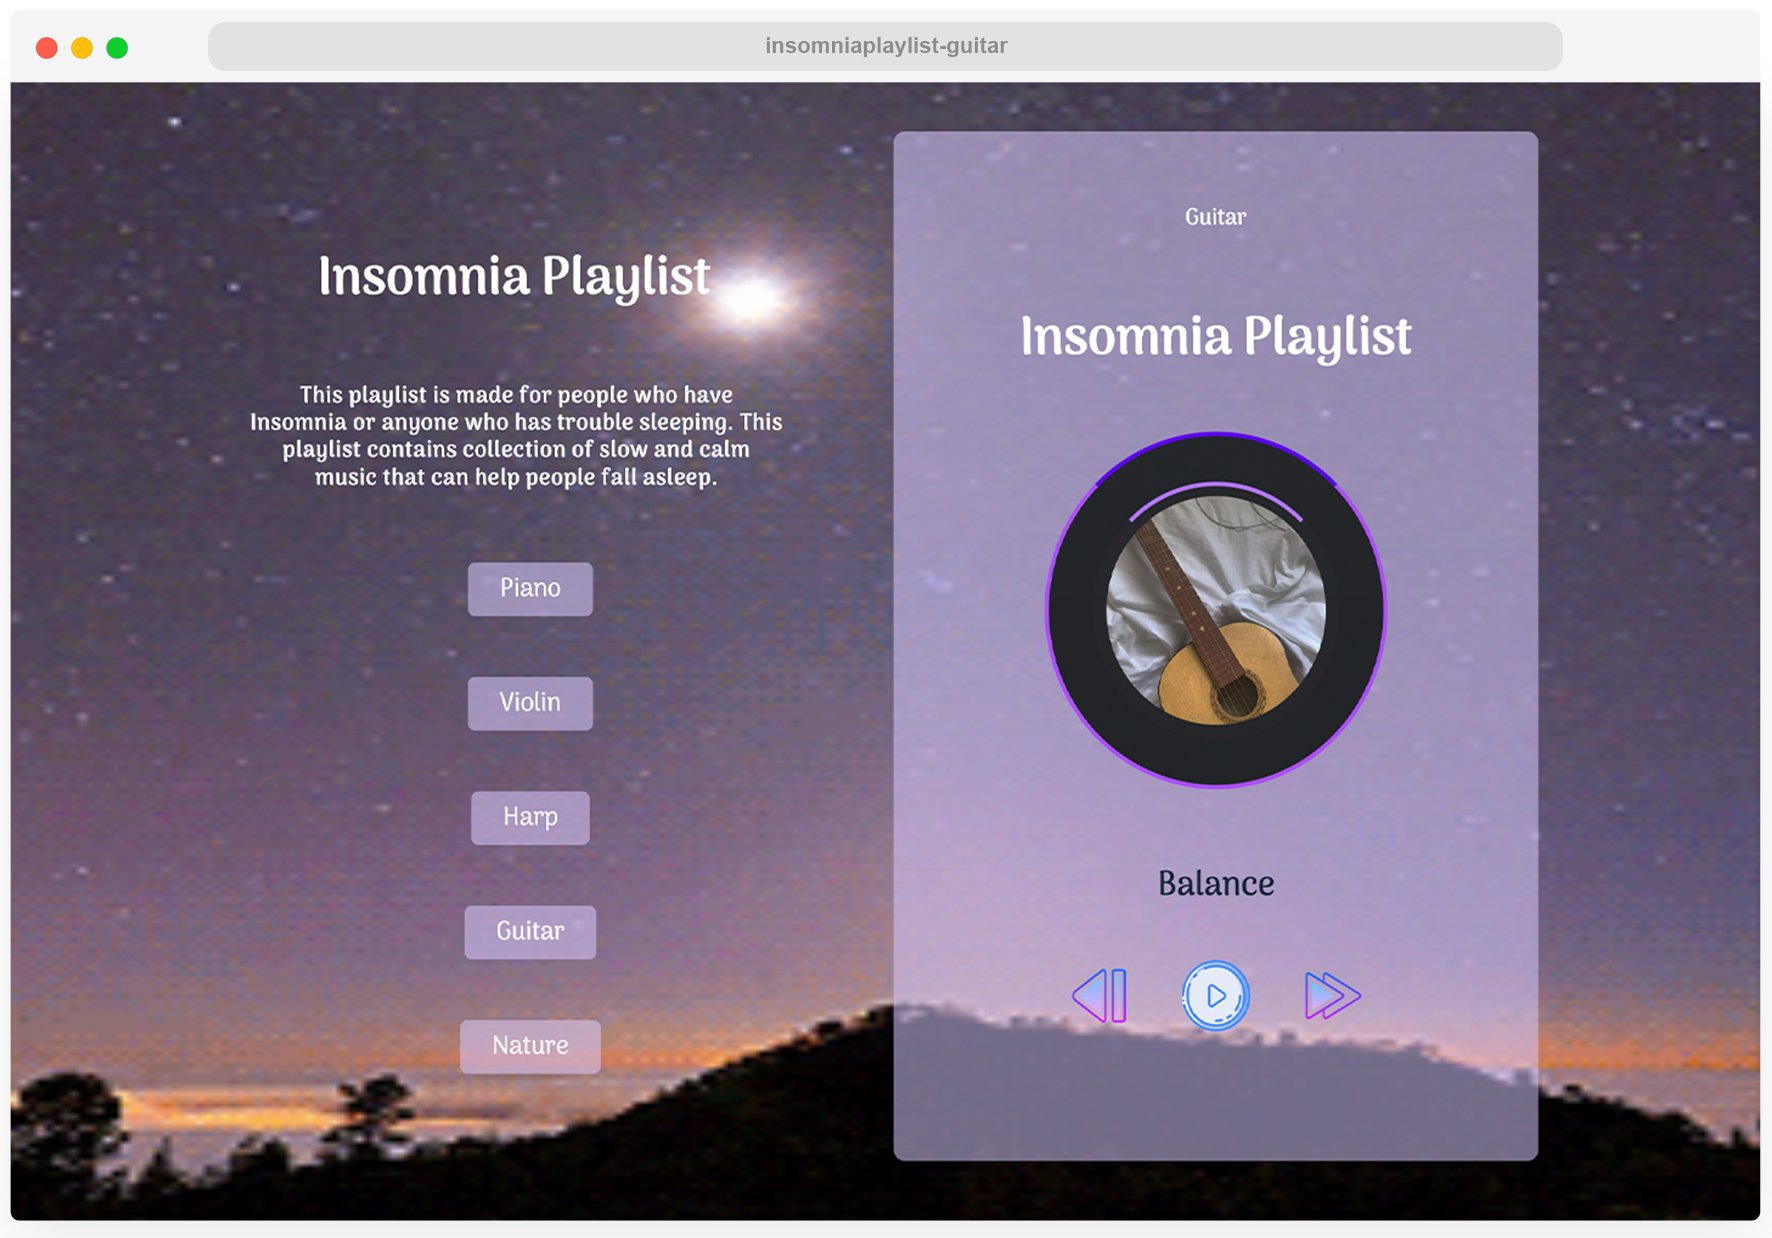 insomniaplaylist-guitar
Insomnia Playlist
This playlist is made for people who have
Insomnia or anyone who has trouble sleeping. This
playlist contains collection of slow and calm
music that can help people fall asleep.
Piano
Violin
Harp
Guitar
Nature
Guitar
Insomnia Playlist
Balance